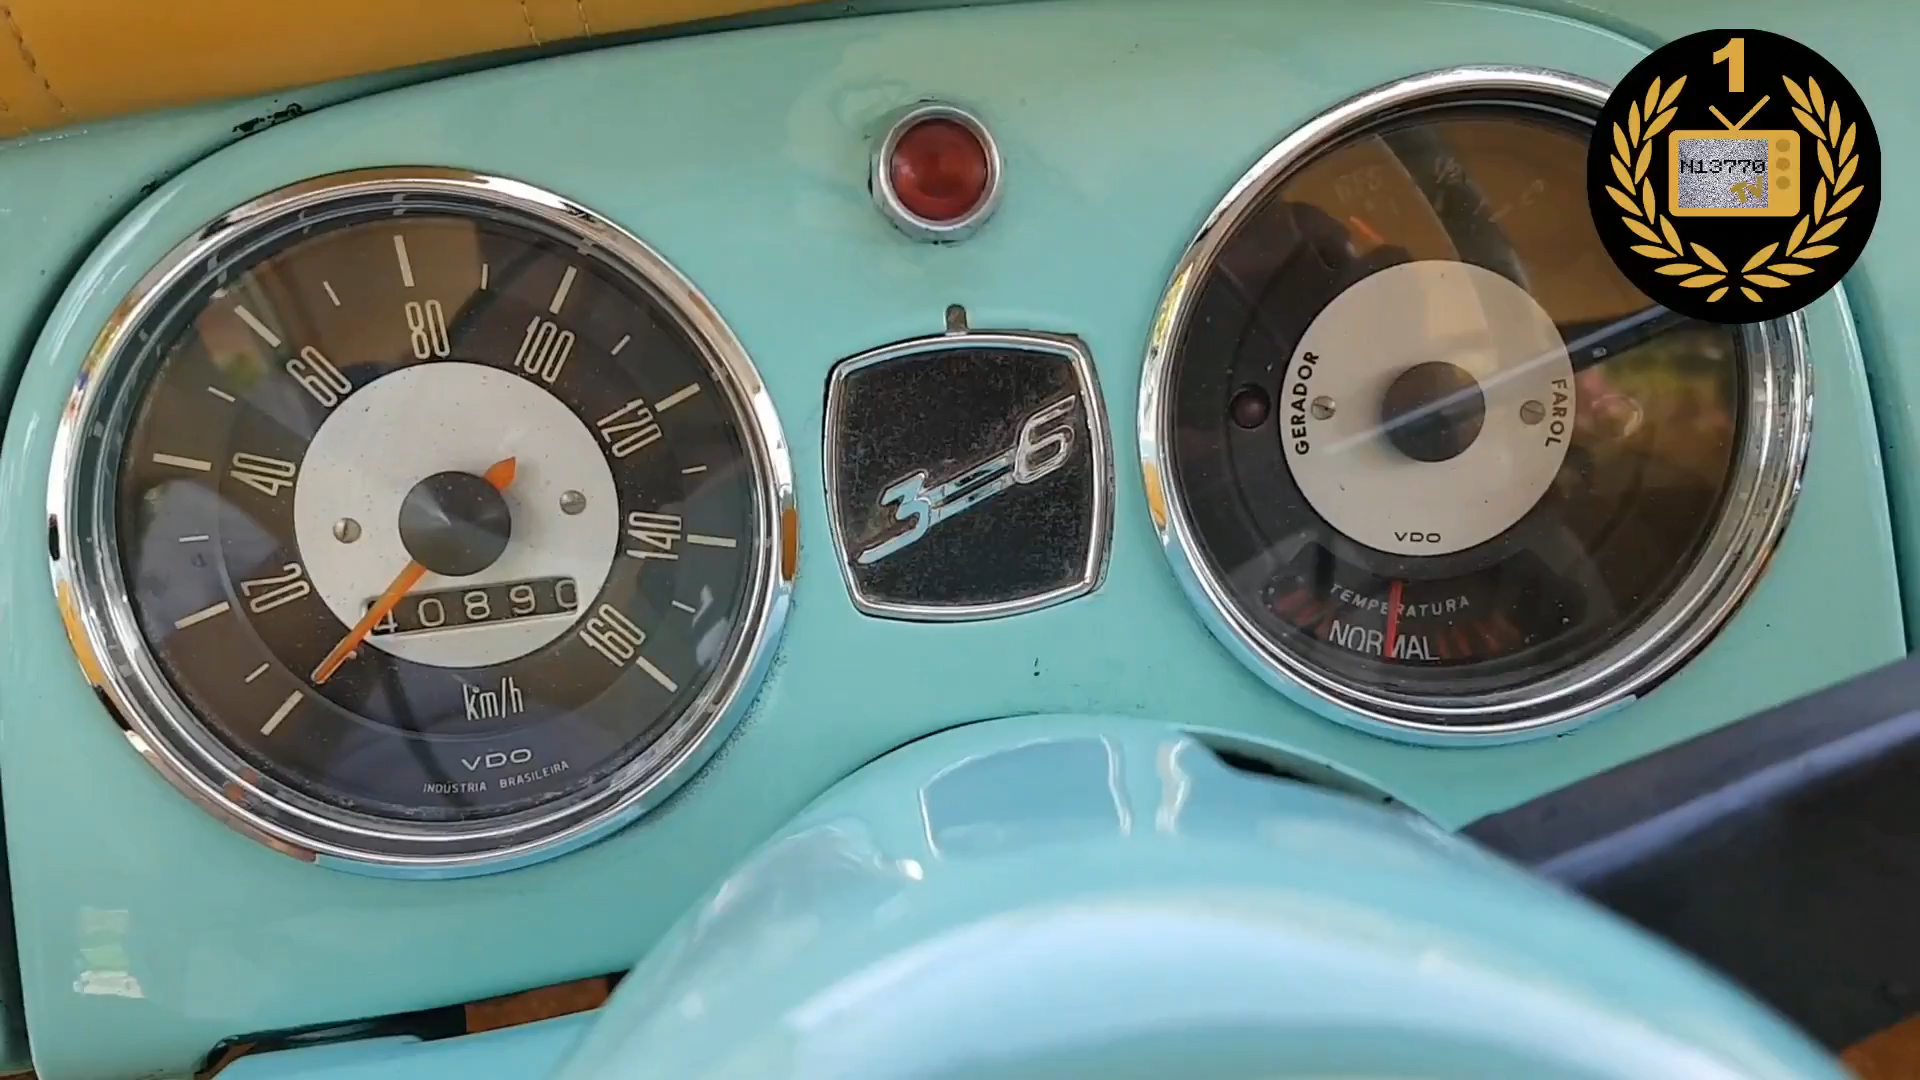 1
N13770
TV
20
40
60
80
100
120
140
160
40890
km/h
VDO
INDÚSTRIA BRASILEIRA
3=6
GERADOR
FAROL
VDO
TEMPERATURA
NORMAL